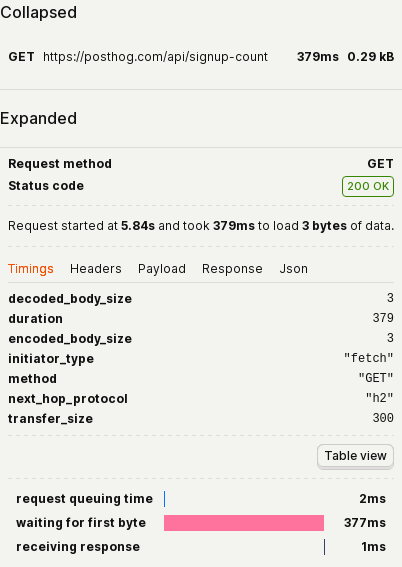 Collapsed
GET https://posthog.com/api/signup-count 379ms 0.29 kB
Expanded
Request method GET
Status code 200 OK
Request started at 5.84s and took 379ms to load 3 bytes of data.
Timings Headers Payload Response Json
decoded_body_size 3
duration 379
encoded_body_size 3
initiator_type "fetch"
method "GET"
next_hop_protocol "h2"
transfer_size 300
Table view
request queuing time 2ms
waiting for first byte 377ms
receiving response 1ms